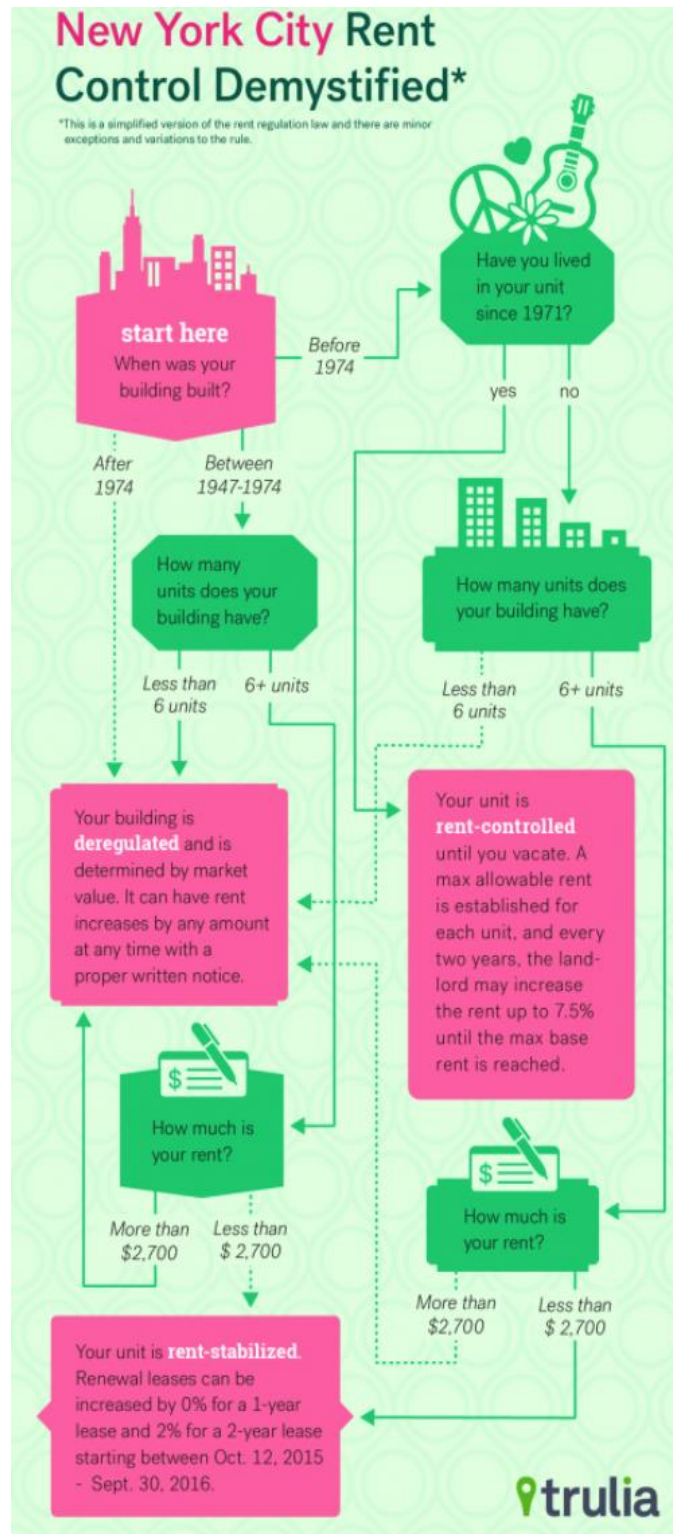 New York City Rent
Control Demystified*
*This is a simplified version of the rent regulation law and there are minor
exceptions and variations to the rule.
start here
When was your
building built?
Before
1974
Have you lived
in your unit
since 1971?
yes
no
After
1974
Between
1947-1974
How many
units does your
building have?
How many units does
your building have?
Less than
6 units
6+ units
Less than
6 units
6+ units
Your building is
deregulated and is
determined by market
value. It can have rent
increases by any amount
at any time with a
proper written notice.
Your unit is
rent-controlled
until you vacate. A
max allowable rent
is established for
each unit, and every
two years, the land-
lord may increase
the rent up to 7.5%
until the max base
rent is reached.
$
How much is
your rent?
More than
$2,700
Less than
$ 2,700
$
How much is
your rent?
More than
$2,700
Less than
$ 2,700
Your unit is rent-stabilized.
Renewal leases can be
increased by 0% for a 1-year
lease and 2% for a 2-year lease
starting between Oct. 12, 2015
- Sept. 30, 2016.
trulia